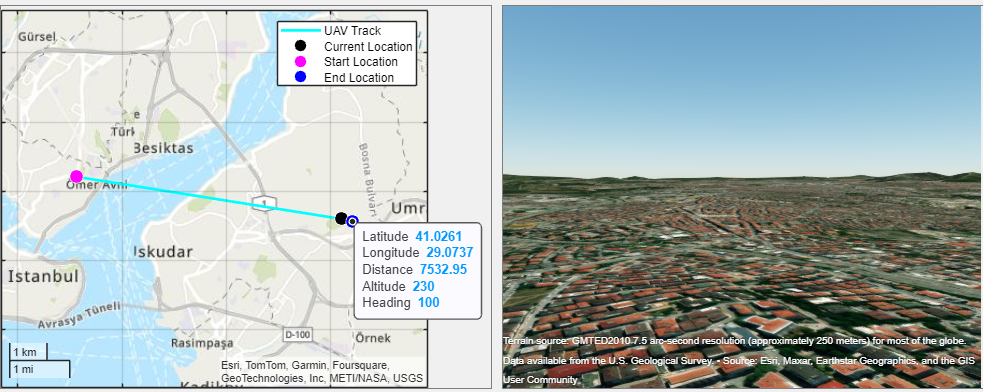 Gürsel
UAV Track
Current Location
Start Location
End Location
Türk
Besiktas
Bosna Bulvarı
Omer Avni
1
Umr
Latitude 41.0261
Longitude 29.0737
Distance 7532.95
Altitude 230
Heading 100
Iskudar
Istanbul
Avrasya Tüneli
D-100
Rasimpaşa
Örnek
1 km
1 mi
Kadikoy
Esri, TomTom, Garmin, Foursquare,
GeoTechnologies, Inc, METI/NASA, USGS
Terrain source: GMTED2010 7.5 arc-second resolution (approximately 250 meters) for most of the globe.
Data available from the U.S. Geological Survey. • Source: Esri, Maxar, Earthstar Geographics, and the GIS
User Community